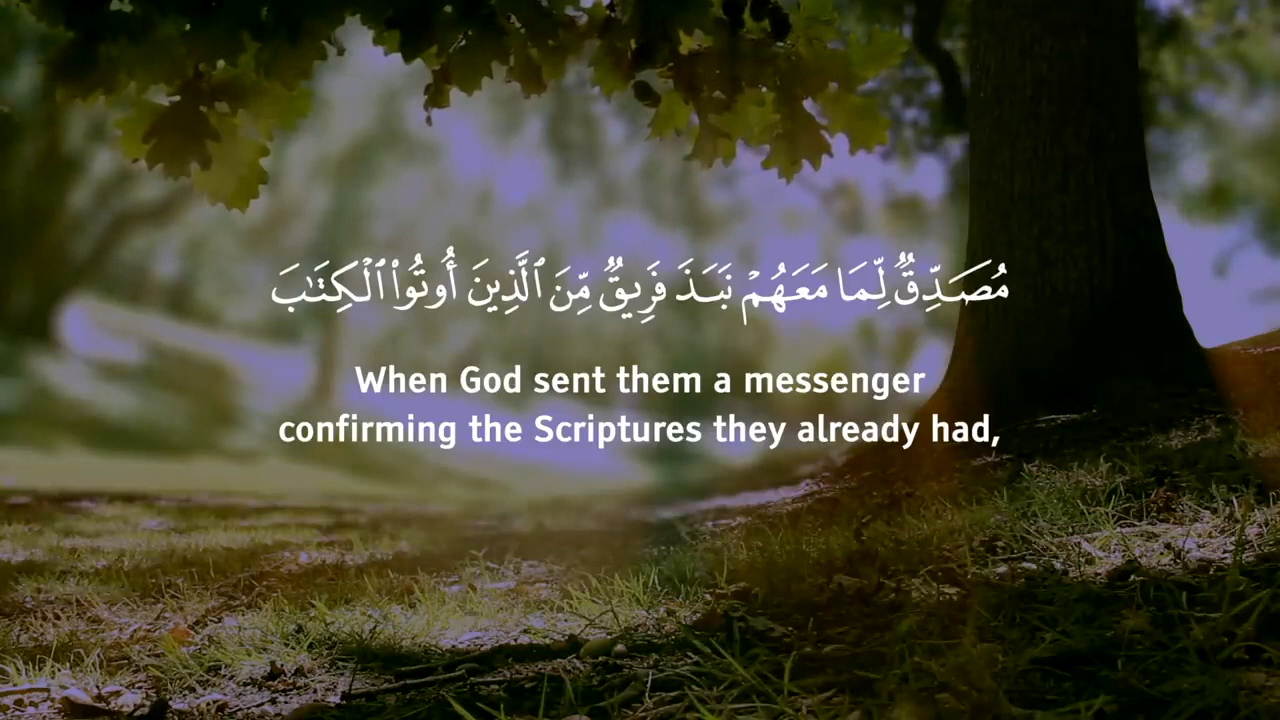 مُصَدِّقٌ لِّمَا مَعَهُمْ نَبَذَ فَرِيقٌ مِّنَ ٱلَّذِينَ أُوتُوا۟ ٱلْكِتَـٰبَ
When God sent them a messenger
confirming the Scriptures they already had,